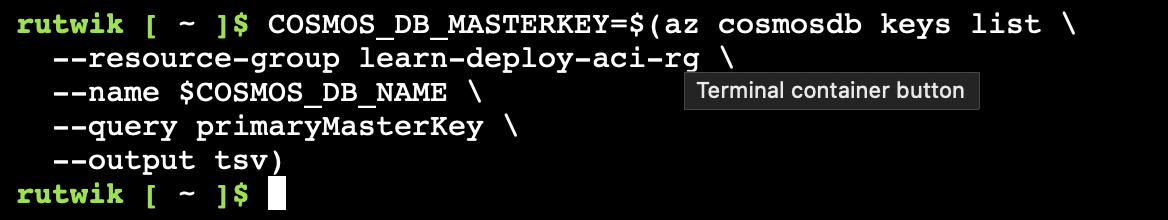 rutwik [ ~ ]$ COSMOS_DB_MASTERKEY=$(az cosmosdb keys list \
  --resource-group learn-deploy-aci-rg \
Terminal container button
  --name $COSMOS_DB_NAME \
  --query primaryMasterKey \
  --output tsv)
rutwik [ ~ ]$